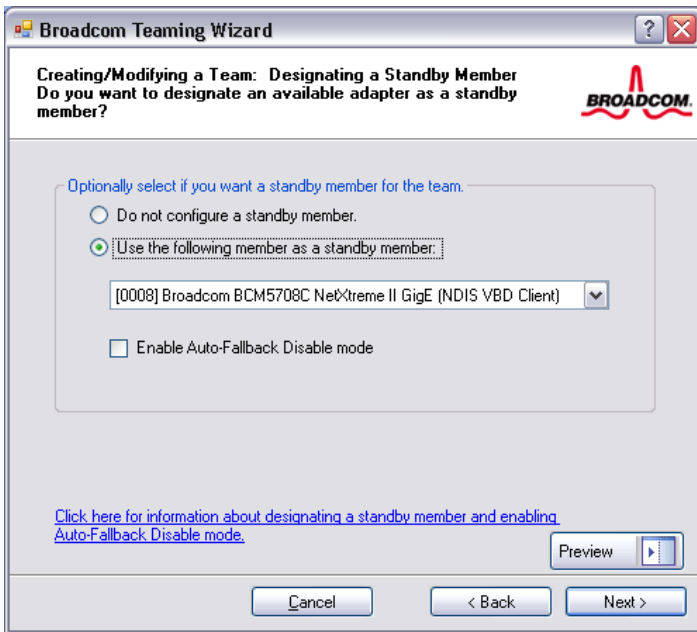 Broadcom Teaming Wizard
?
Creating/Modifying a Team: Designating a Standby Member
Do you want to designate an available adapter as a standby
member?
BROADCOM.
Optionally select if you want a standby member for the team.
Do not configure a standby member.
Use the following member as a standby member:
[0008] Broadcom BCM5708C NetXtreme II GigE (NDIS VBD Client)
Enable Auto-Fallback Disable mode
Click here for information about designating a standby member and enabling
Auto-Fallback Disable mode.
Preview
Cancel
< Back
Next >